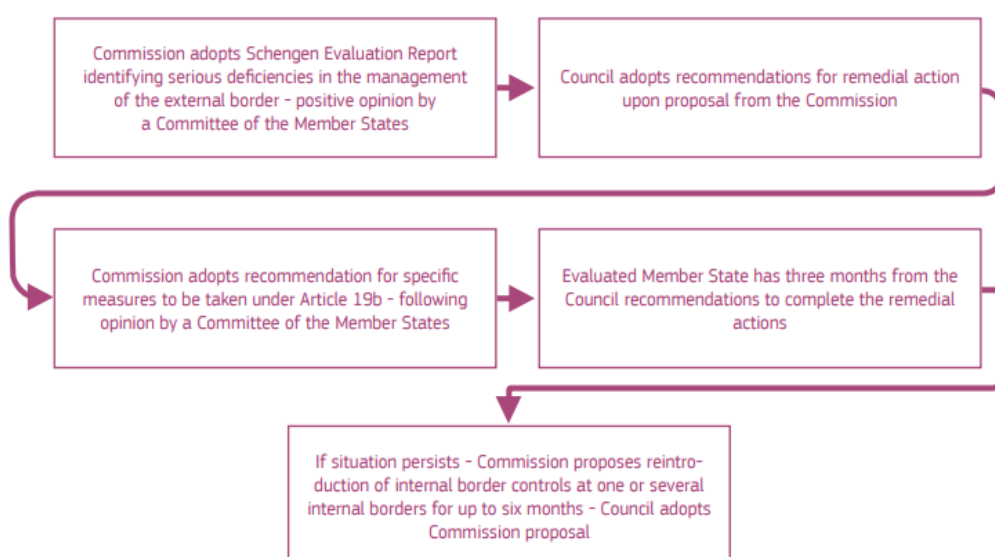 Commission adopts Schengen Evaluation Report
identifying serious deficiencies in the management
of the external border - positive opinion by
a Committee of the Member States
Council adopts recommendations for remedial action
upon proposal from the Commission
Commission adopts recommendation for specific
measures to be taken under Article 19b - following
opinion by a Committee of the Member States
Evaluated Member State has three months from the
Council recommendations to complete the remedial
actions
If situation persists - Commission proposes reintro-
duction of internal border controls at one or several
internal borders for up to six months - Council adopts
Commission proposal